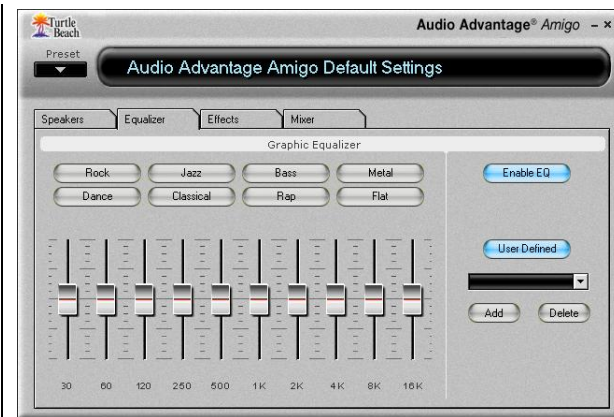 Turtle
Beach
Audio Advantage® Amigo
Preset
Audio Advantage Amigo Default Settings
Speakers Equalizer Effects Mixer
Graphic Equalizer
Rock Jazz Bass Metal Enable EQ
Dance Classical Rap Flat
User Defined
Add Delete
30 60 120 250 500 1K 2K 4K 8K 16K